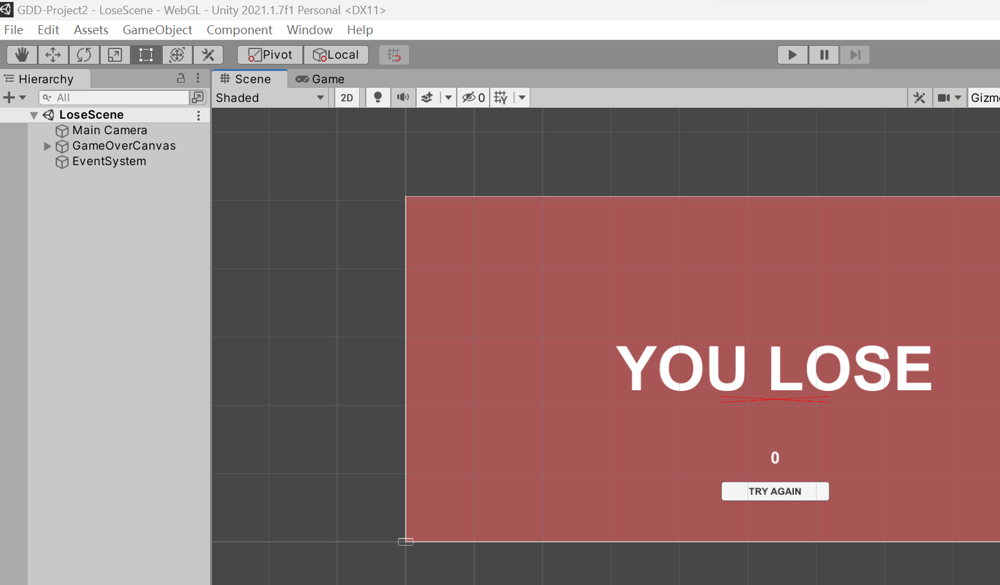 GDD-Project2 - LoseScene - WebGL - Unity 2021.1.7f1 Personal <DX11>
File Edit Assets GameObject Component Window Help
Pivot Local
Hierarchy Scene Game
All Shaded 2D 0 Gizm
LoseScene
Main Camera
GameOverCanvas
EventSystem
YOU LOSE
0
TRY AGAIN